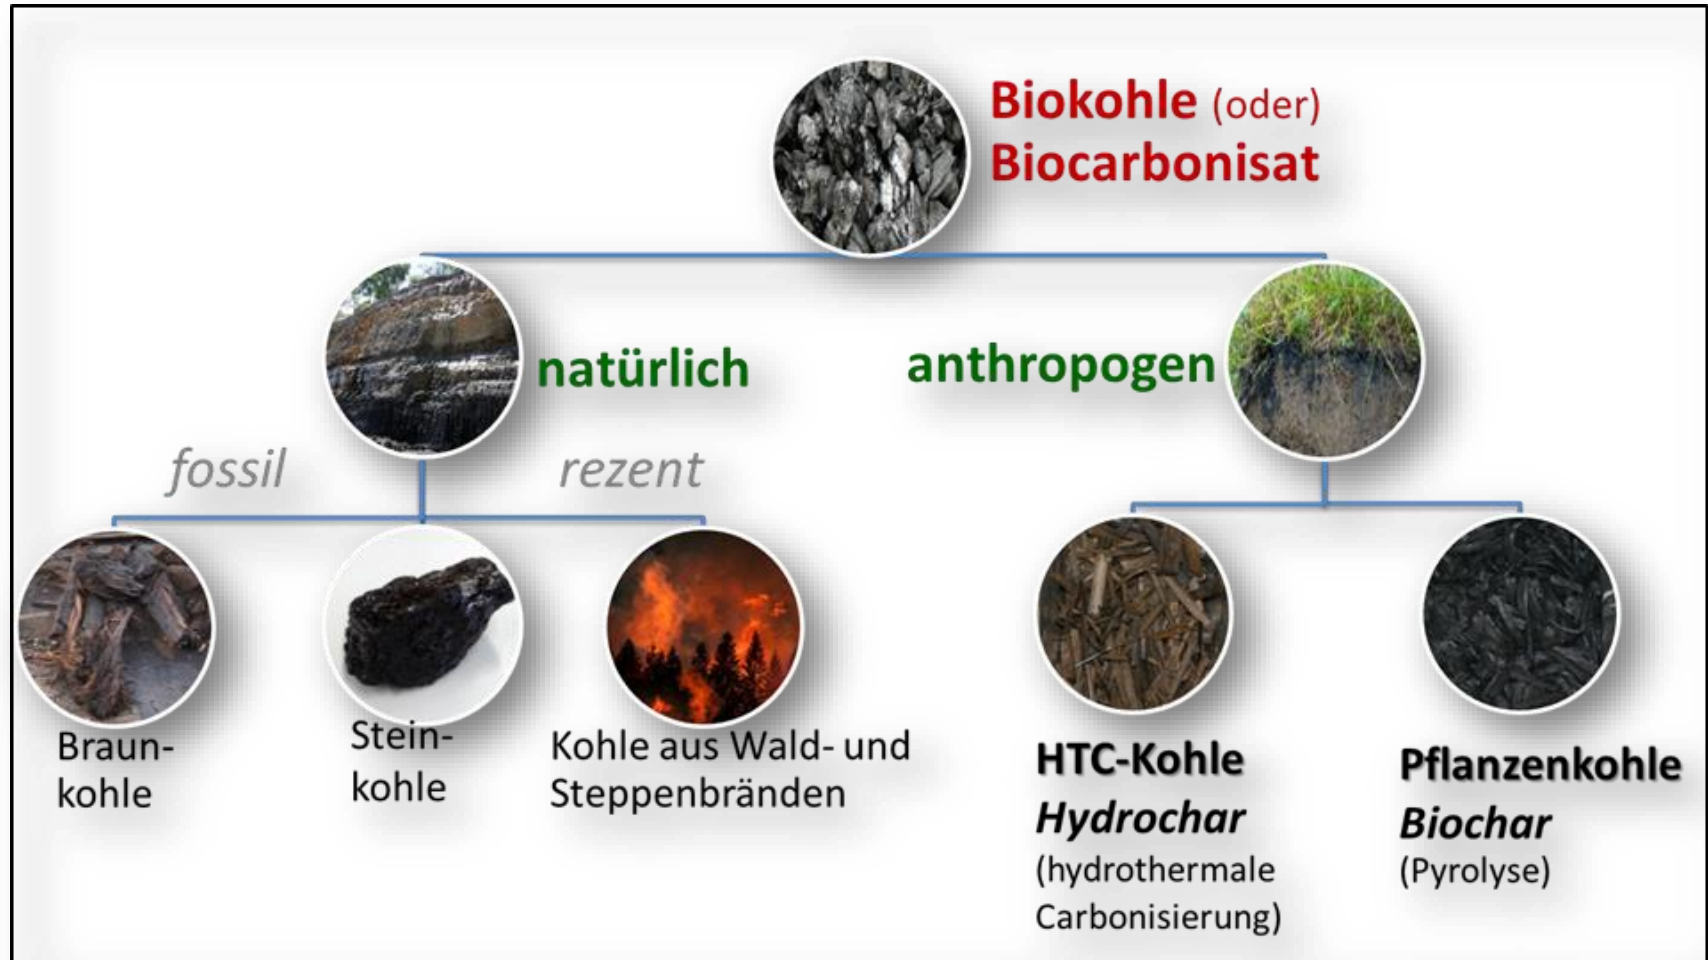 Biokohle (oder)
Biocarbonisat
natürlich
anthropogen
fossil
rezent
Braun-
kohle
Stein-
kohle
Kohle aus Wald- und
Steppenbränden
HTC-Kohle
Hydrochar
(hydrothermale
Carbonisierung)
Pflanzenkohle
Biochar
(Pyrolyse)